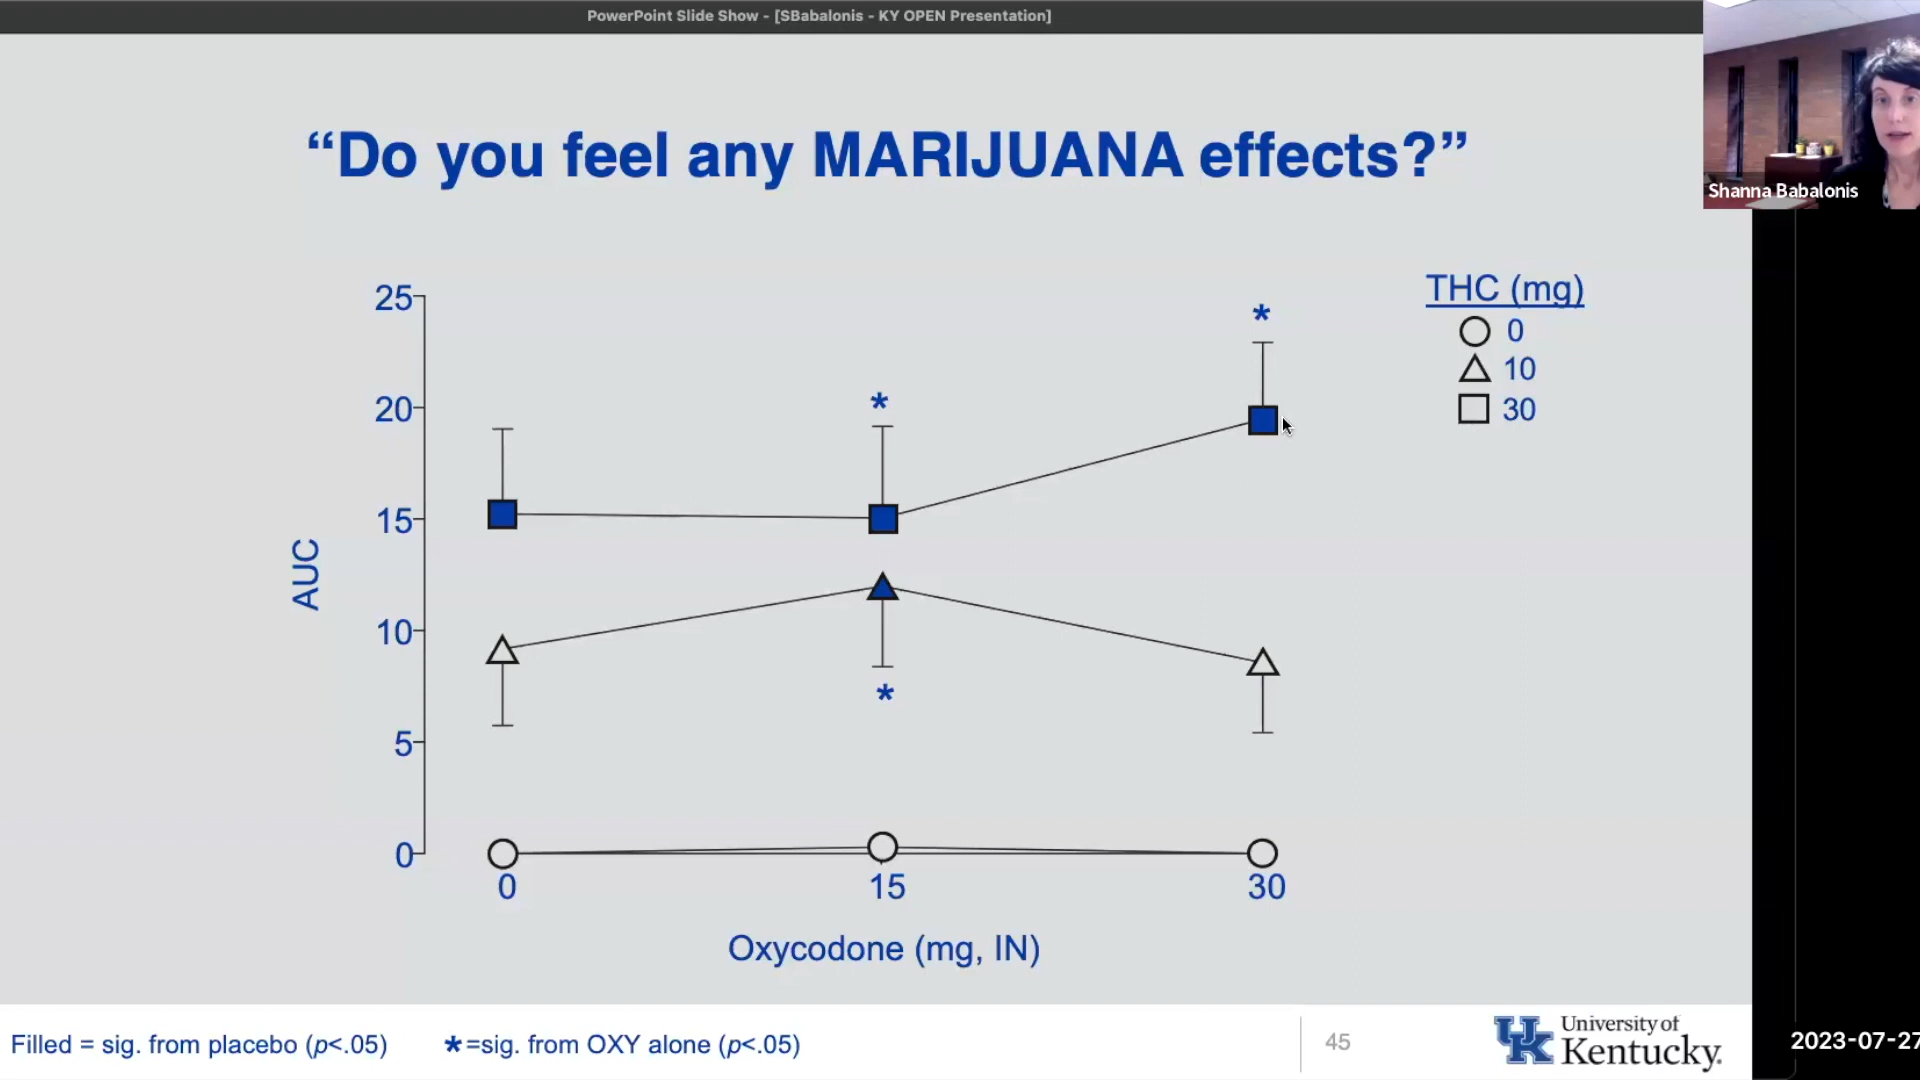 PowerPoint Slide Show - [SBabalonis - KY OPEN Presentation]
Shanna Babalonis
“Do you feel any MARIJUANA effects?”
THC (mg)
0
10
30
25
20
15
10
5
0
AUC
*
*
*
0 15 30
Oxycodone (mg, IN)
Filled = sig. from placebo (p<.05)
*=sig. from OXY alone (p<.05)
45
University of
Kentucky.
2023-07-27